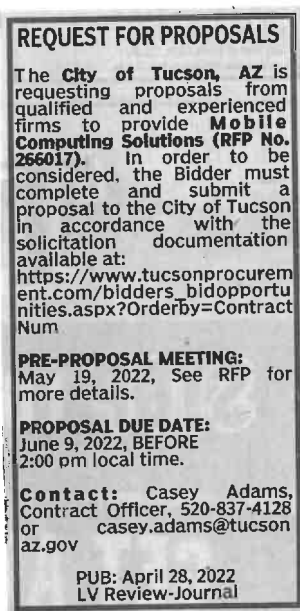 REQUEST FOR PROPOSALS
The City of Tucson, AZ is
requesting proposals from
qualified and experienced
firms to provide Mobile
Computing Solutions (RFP No.
266017). In order to be
considered, the Bidder must
complete and submit a
proposal to the City of Tucson
in accordance with the
solicitation documentation
available at:
https://www.tucsonprocurem
ent.com/bidders_bidopportu
nities.aspx?Orderby=Contract
Num
PRE-PROPOSAL MEETING:
May 19, 2022, See RFP for
more details.
PROPOSAL DUE DATE:
June 9, 2022, BEFORE
2:00 pm local time.
Contact: Casey Adams,
Contract Officer, 520-837-4128
or casey.adams@tucson
az.gov
PUB: April 28, 2022
LV Review-Journal